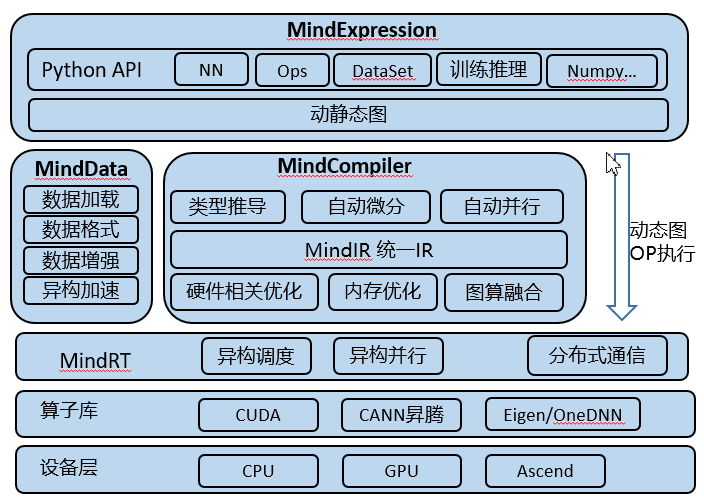 MindExpression
Python API
NN
Ops
DataSet
训练推理
Numpy...
动静态图
MindData
数据加载
数据格式
数据增强
异构加速
MindCompiler
类型推导
自动微分
自动并行
MindIR 统一IR
硬件相关优化
内存优化
图算融合
动态图
OP执行
MindRT
异构调度
异构并行
分布式通信
算子库
CUDA
CANN昇腾
Eigen/OneDNN
设备层
CPU
GPU
Ascend